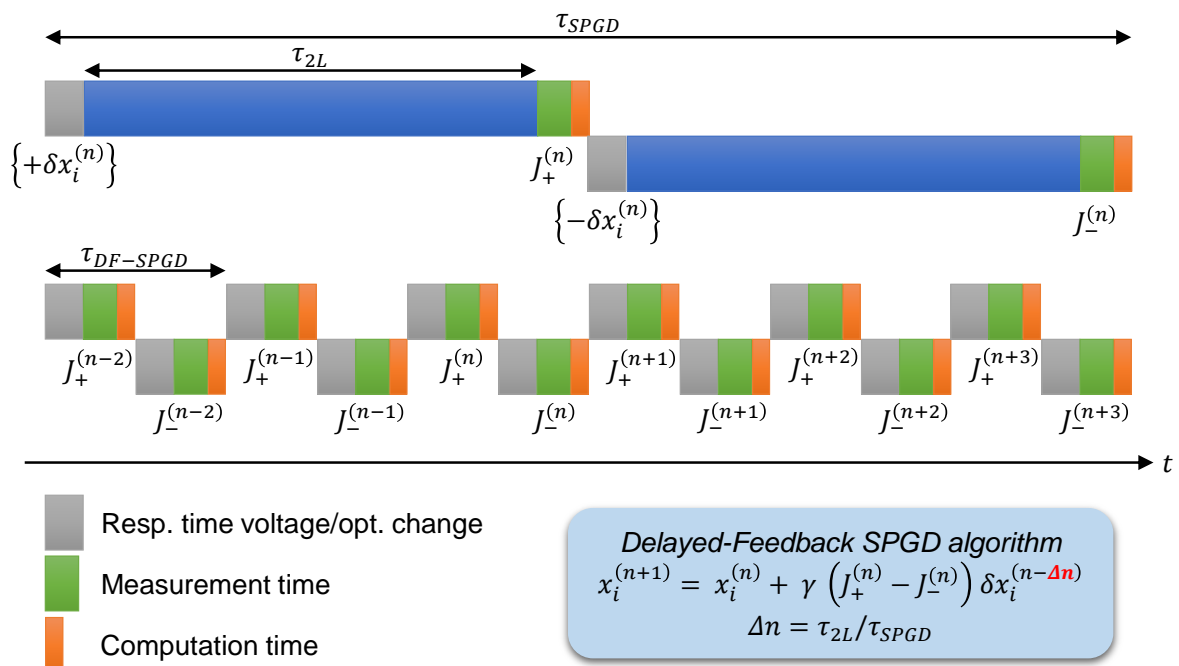 τ_SPGD
τ_2L
{+δx_i^(n)}
J_+^(n)
{−δx_i^(n)}
J_−^(n)
τ_DF−SPGD
J_+^(n-2)
J_+^(n-1)
J_+^(n)
J_+^(n+1)
J_+^(n+2)
J_+^(n+3)
J_−^(n-2)
J_−^(n-1)
J_−^(n)
J_−^(n+1)
J_−^(n+2)
J_−^(n+3)
t
Resp. time voltage/opt. change
Measurement time
Computation time
Delayed-Feedback SPGD algorithm
x_i^(n+1) = x_i^(n) + γ (J_+^(n) − J_−^(n)) δx_i^(n−Δn)
Δn = τ_2L/τ_SPGD